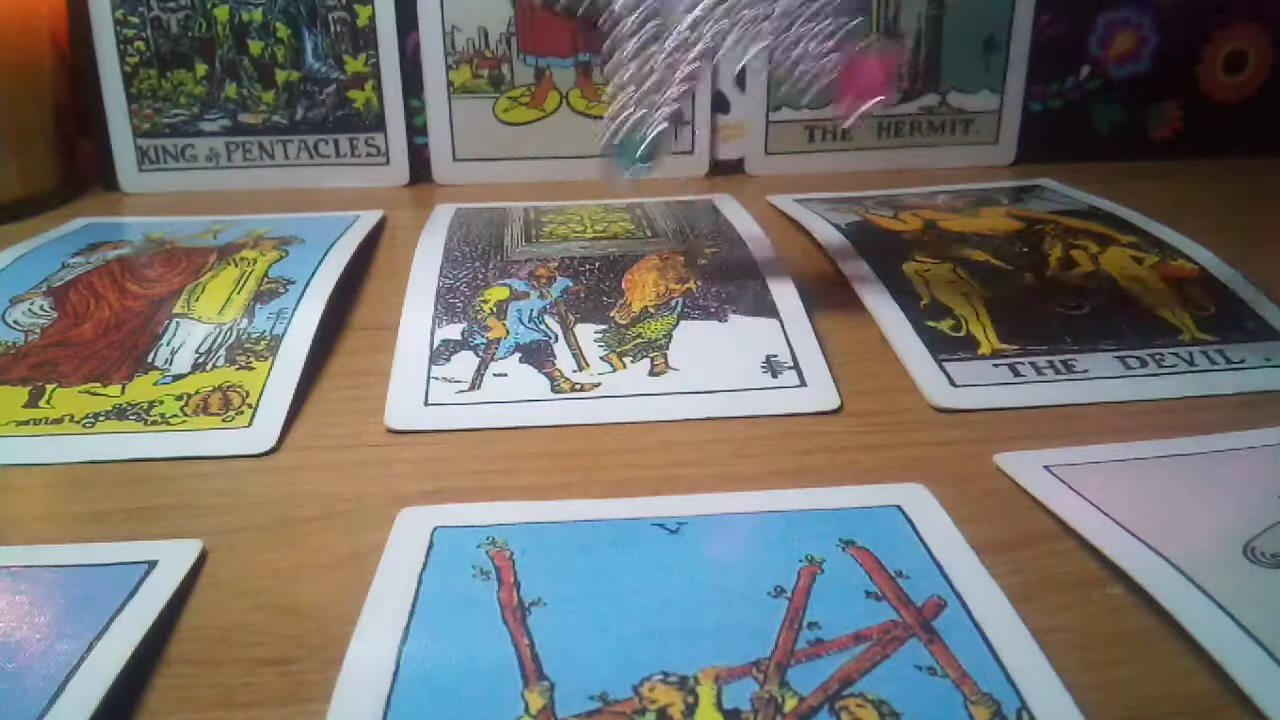 KING of PENTACLES.
THE HERMIT.
THE DEVIL.
V